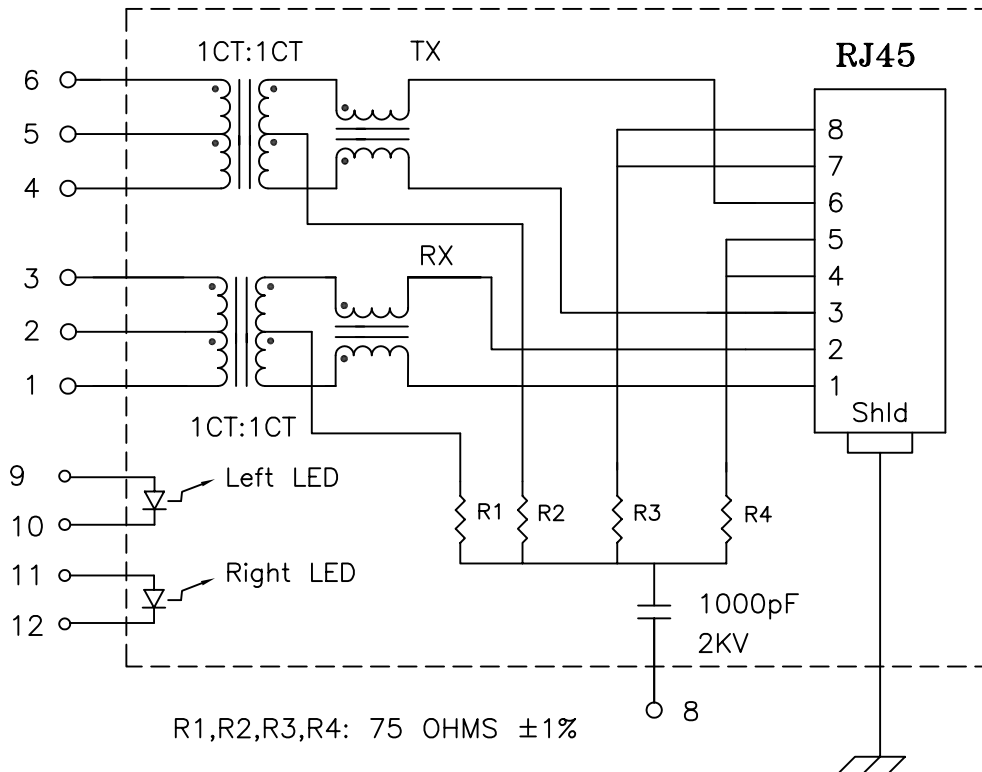 1CT:1CT
TX
RJ45
6
5
4
8
7
6
5
4
3
2
1
Shld
RX
3
2
1
1CT:1CT
9
10
Left LED
11
12
Right LED
R1
R2
R3
R4
1000pF
2KV
8
R1,R2,R3,R4: 75 OHMS ±1%